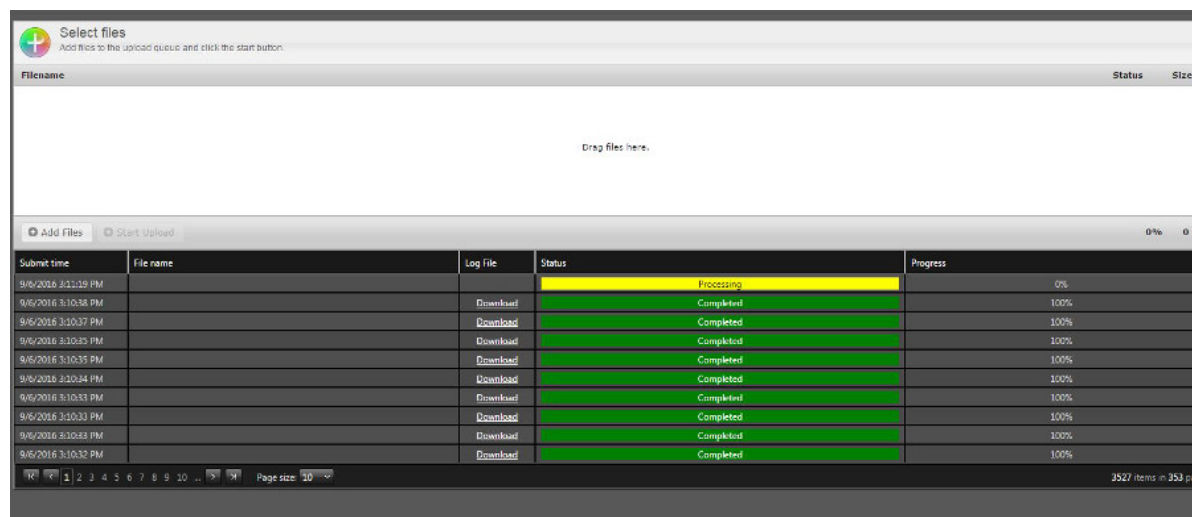 Select files
Add files to the upload queue and click the start button.
Filename Status Size
Drag files here.
Add Files Start Upload 0% 0
Submit time File name Log File Status Progress
9/6/2016 3:11:19 PM Processing 0%
9/6/2016 3:10:38 PM Download Completed 100%
9/6/2016 3:10:37 PM Download Completed 100%
9/6/2016 3:10:35 PM Download Completed 100%
9/6/2016 3:10:35 PM Download Completed 100%
9/6/2016 3:10:34 PM Download Completed 100%
9/6/2016 3:10:33 PM Download Completed 100%
9/6/2016 3:10:33 PM Download Completed 100%
9/6/2016 3:10:33 PM Download Completed 100%
9/6/2016 3:10:32 PM Download Completed 100%
1 2 3 4 5 6 7 8 9 10 ... Page size: 10 3527 items in 353 pa